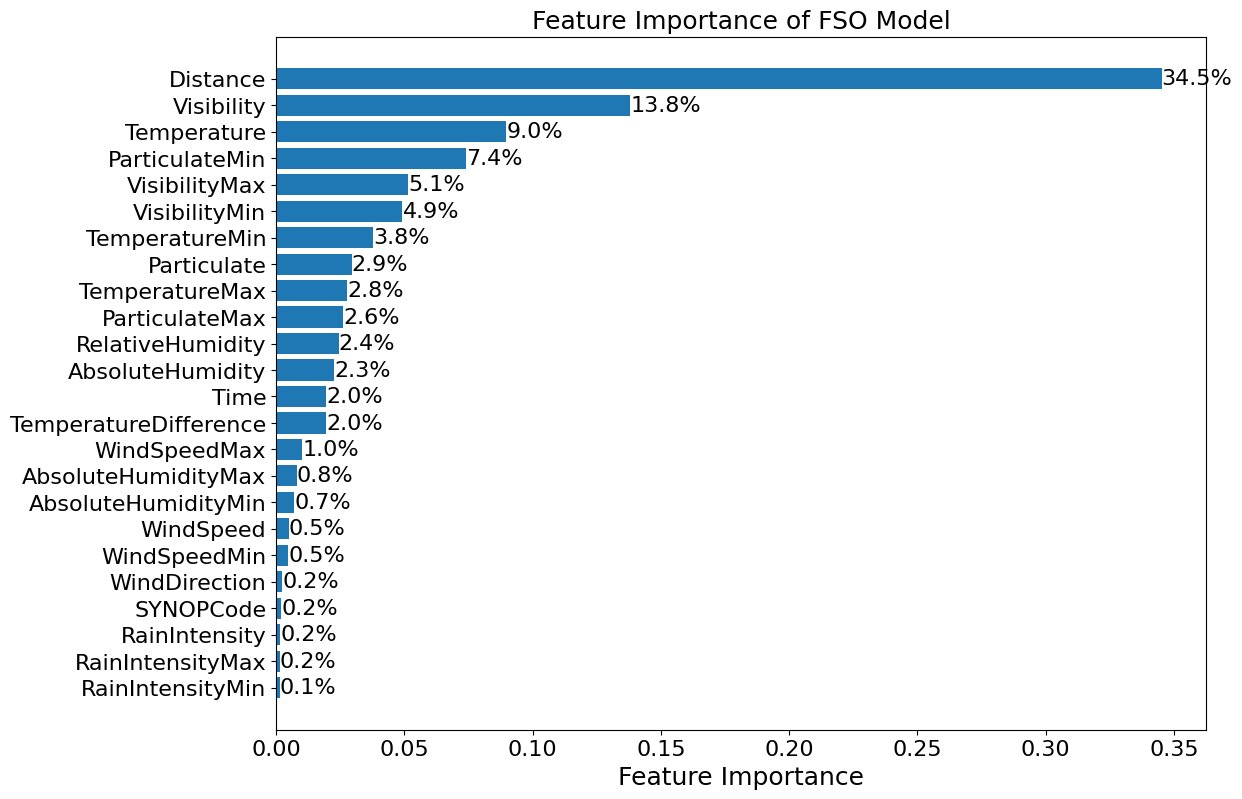 Feature Importance of FSO Model
Distance 34.5%
Visibility 13.8%
Temperature 9.0%
ParticulateMin 7.4%
VisibilityMax 5.1%
VisibilityMin 4.9%
TemperatureMin 3.8%
Particulate 2.9%
TemperatureMax 2.8%
ParticulateMax 2.6%
RelativeHumidity 2.4%
AbsoluteHumidity 2.3%
Time 2.0%
TemperatureDifference 2.0%
WindSpeedMax 1.0%
AbsoluteHumidityMax 0.8%
AbsoluteHumidityMin 0.7%
WindSpeed 0.5%
WindSpeedMin 0.5%
WindDirection 0.2%
SYNOPCode 0.2%
RainIntensity 0.2%
RainIntensityMax 0.2%
RainIntensityMin 0.1%
0.00 0.05 0.10 0.15 0.20 0.25 0.30 0.35
Feature Importance